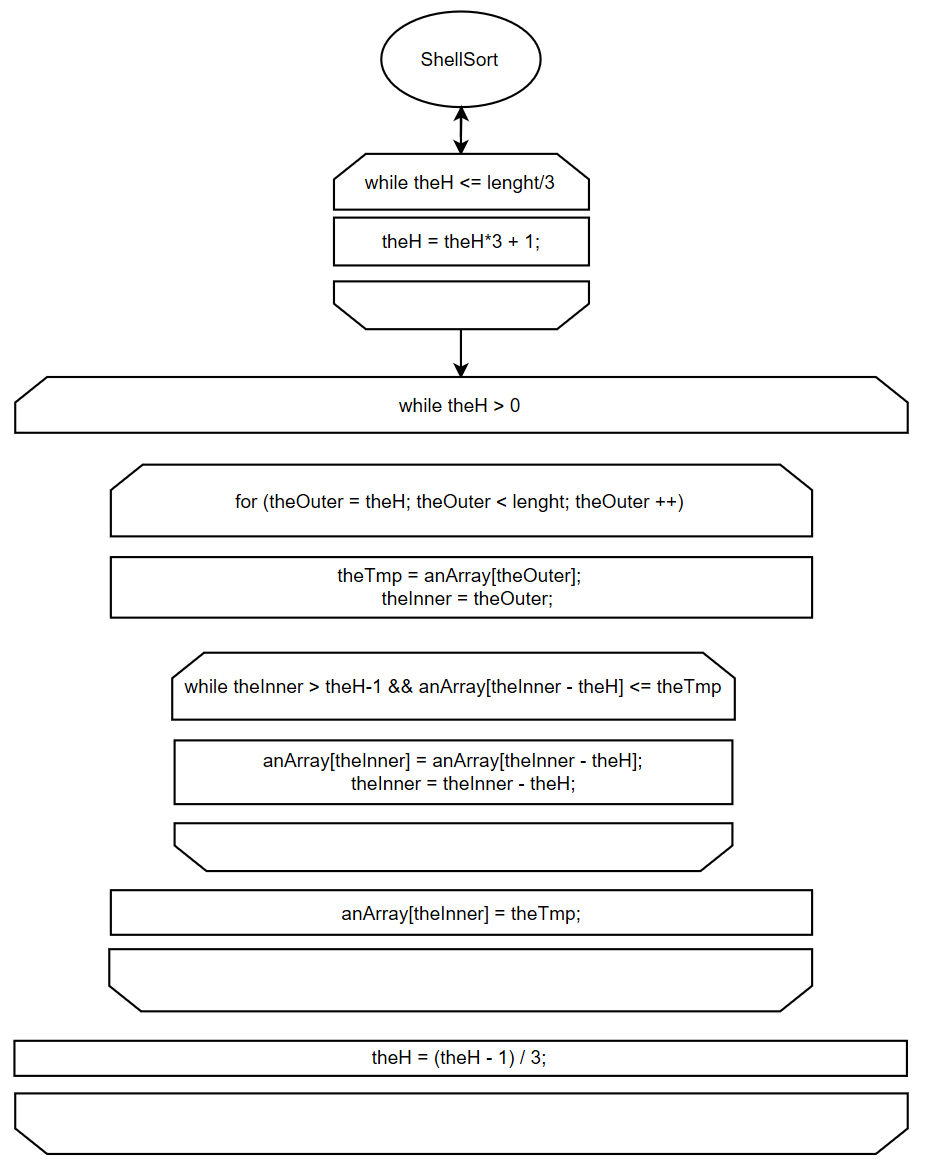 ShellSort
while theH <= lenght/3
theH = theH*3 + 1;
while theH > 0
for (theOuter = theH; theOuter < lenght; theOuter ++)
theTmp = anArray[theOuter];
theInner = theOuter;
while theInner > theH-1 && anArray[theInner - theH] <= theTmp
anArray[theInner] = anArray[theInner - theH];
theInner = theInner - theH;
anArray[theInner] = theTmp;
theH = (theH - 1) / 3;